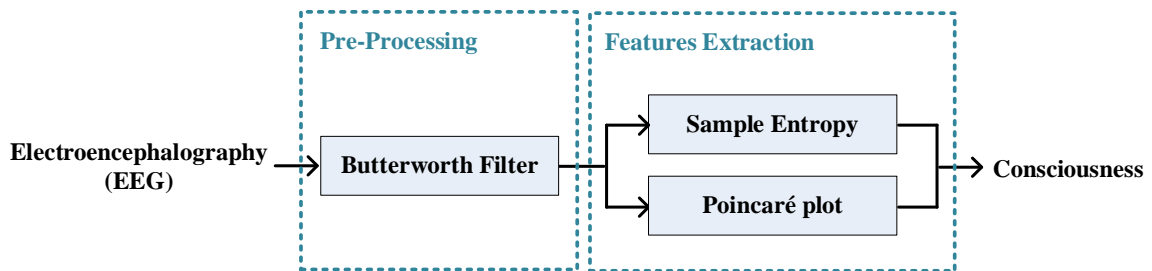 Pre-Processing
Features Extraction
Electroencephalography
(EEG)
Butterworth Filter
Sample Entropy
Poincaré plot
Consciousness